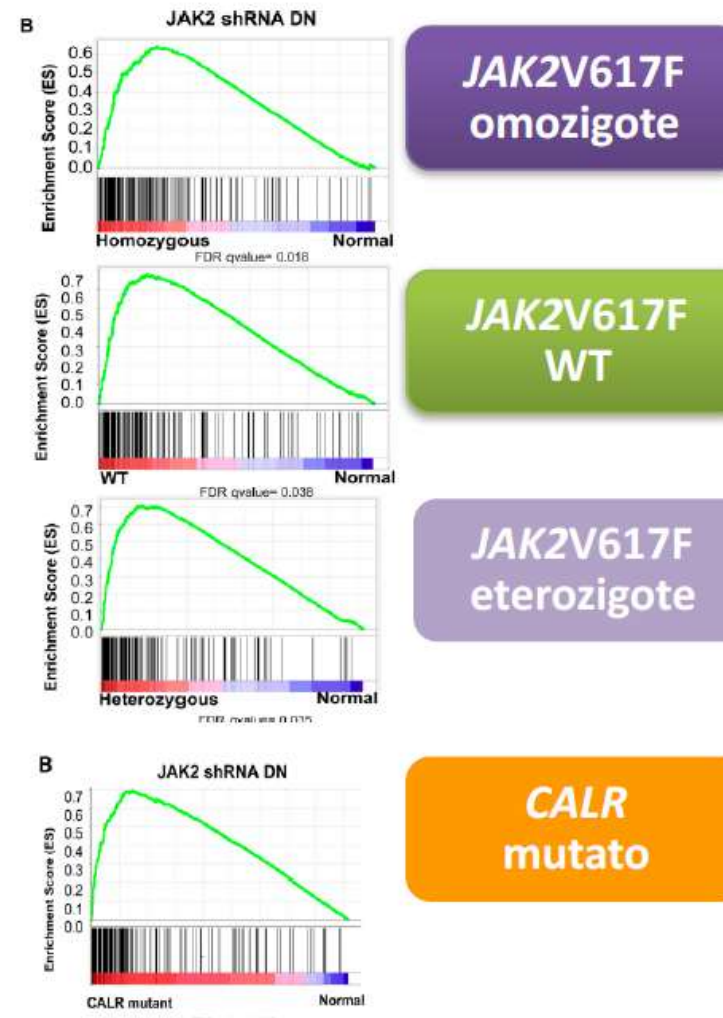 B
JAK2 shRNA DN
Enrichment Score (ES)
0.6
0.5
0.4
0.3
0.2
0.1
0.0
Homozygous Normal
FDR qvalue= 0.018
JAK2V617F
omozigote
Enrichment Score (ES)
0.7
0.6
0.5
0.4
0.3
0.2
0.1
0.0
WT Normal
FDR qvalue= 0.038
JAK2V617F
WT
Enrichment Score (ES)
0.7
0.6
0.5
0.4
0.3
0.2
0.1
0.0
Heterozygous Normal
JAK2V617F
eterozigote
B
JAK2 shRNA DN
Enrichment Score (ES)
0.7
0.6
0.5
0.4
0.3
0.2
0.1
0.0
CALR mutant Normal
CALR
mutato